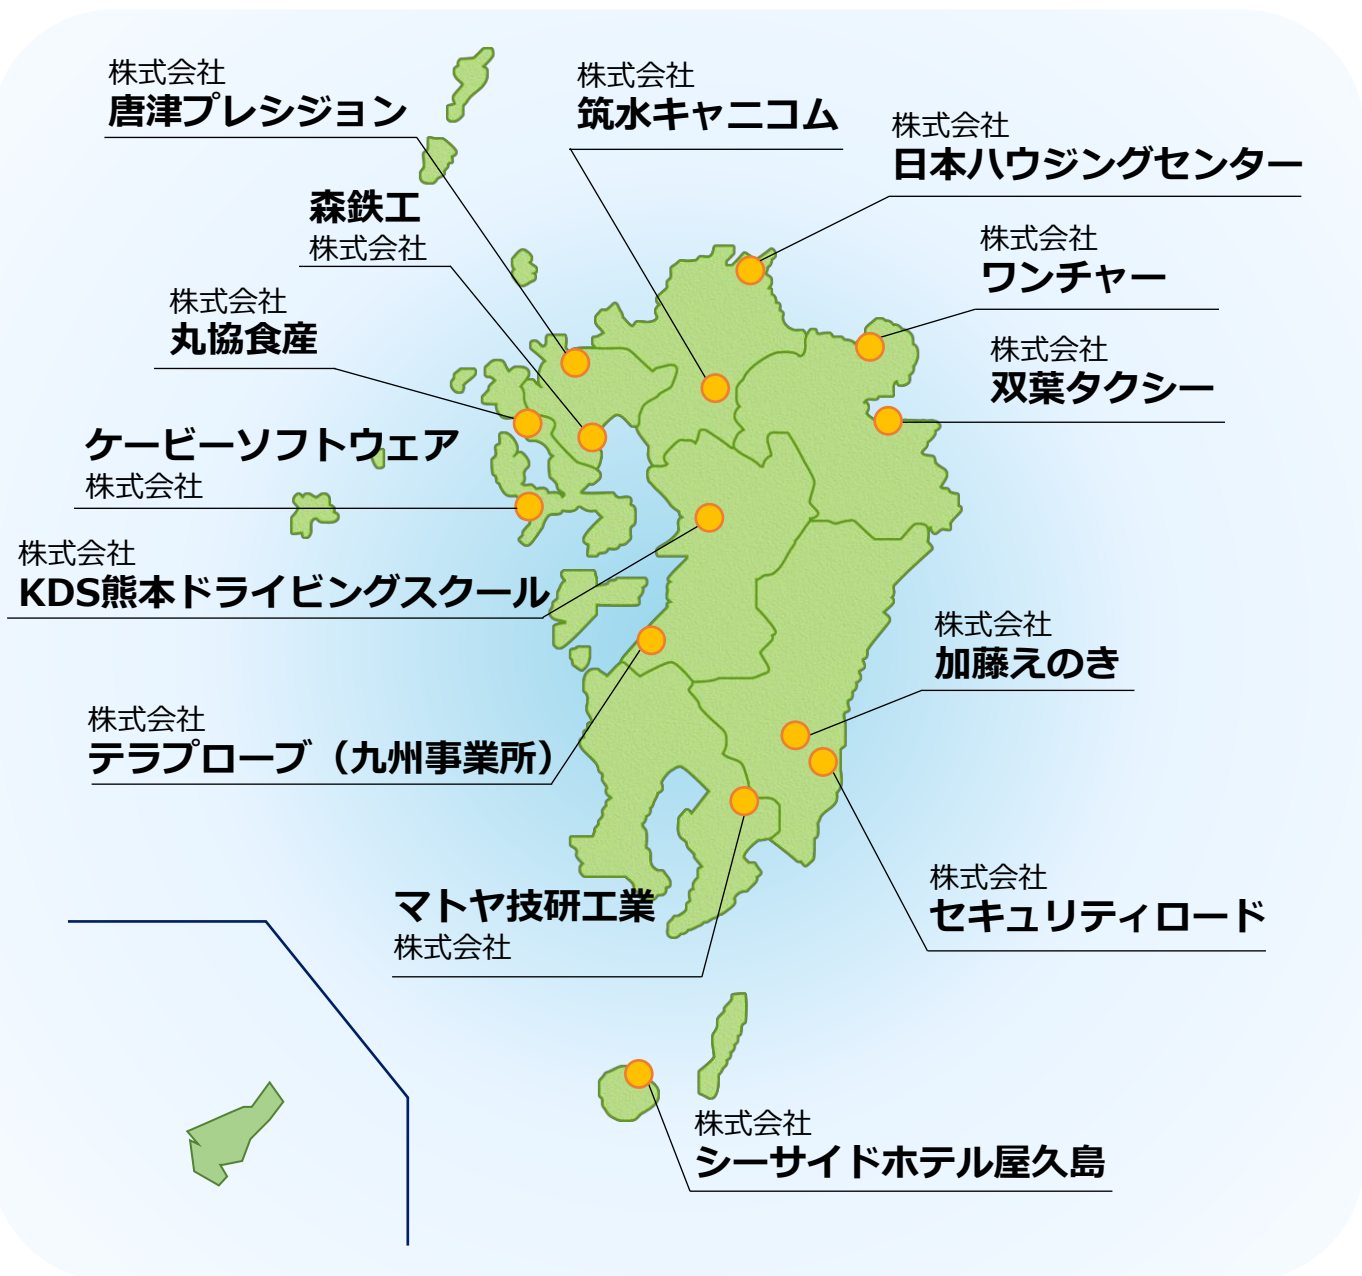 株式会社
唐津プレシジョン
株式会社
筑水キャニコム
株式会社
日本ハウジングセンター
森鉄工
株式会社
株式会社
ワンチャー
株式会社
丸協食産
株式会社
双葉タクシー
ケービーソフトウェア
株式会社
株式会社
KDS熊本ドライビングスクール
株式会社
加藤えのき
株式会社
テラプローブ（九州事業所）
マトヤ技研工業
株式会社
株式会社
セキュリティロード
株式会社
シーサイドホテル屋久島